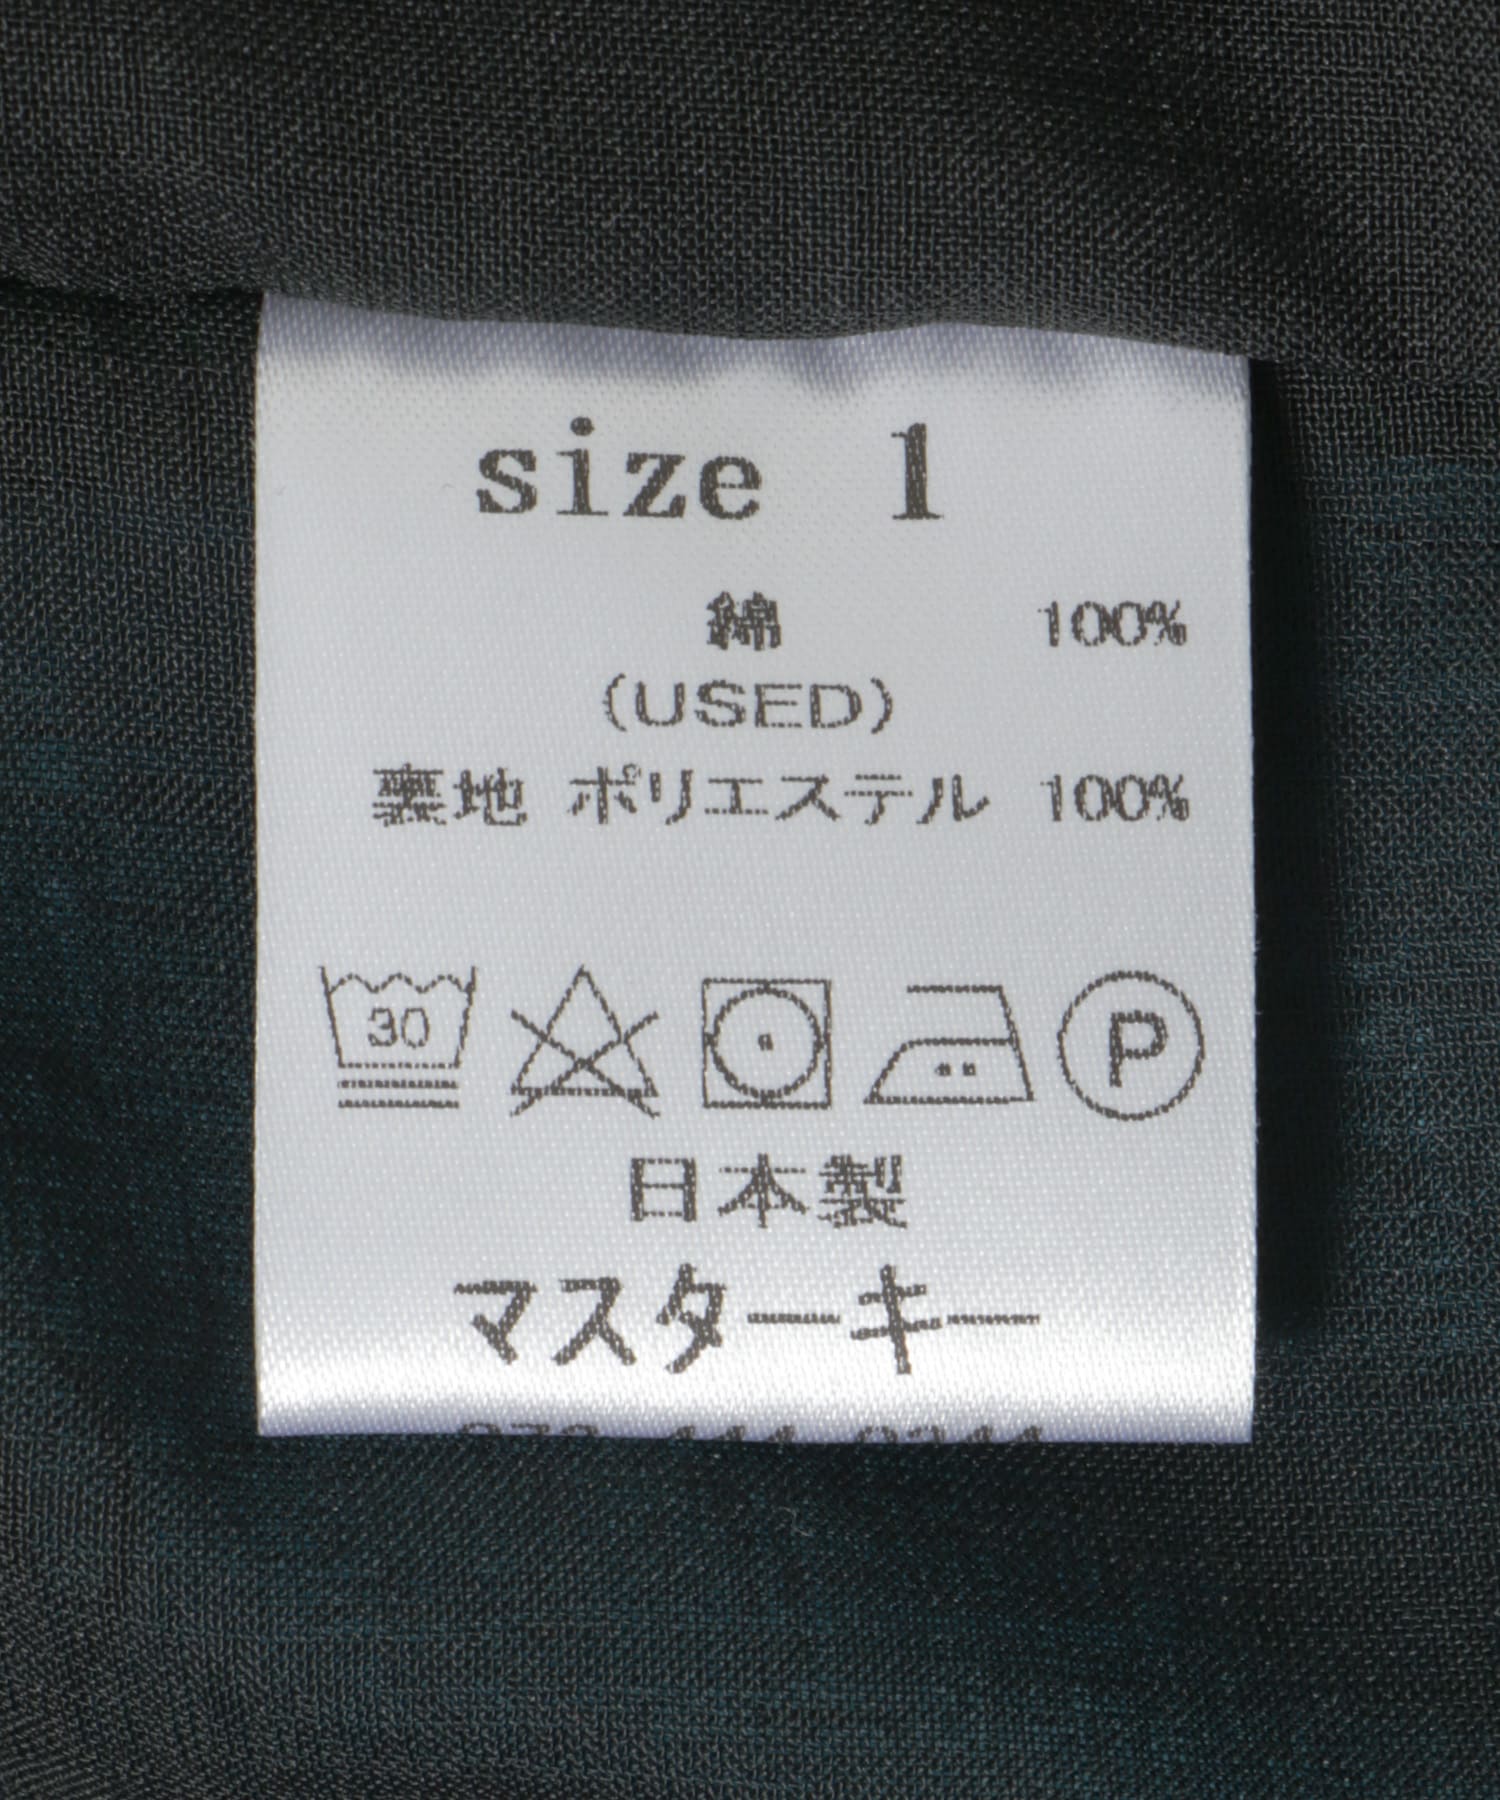 size 1
綿 100%
(USED)
裏地 ポリエステル 100%
30
P
日本製
マスターキー